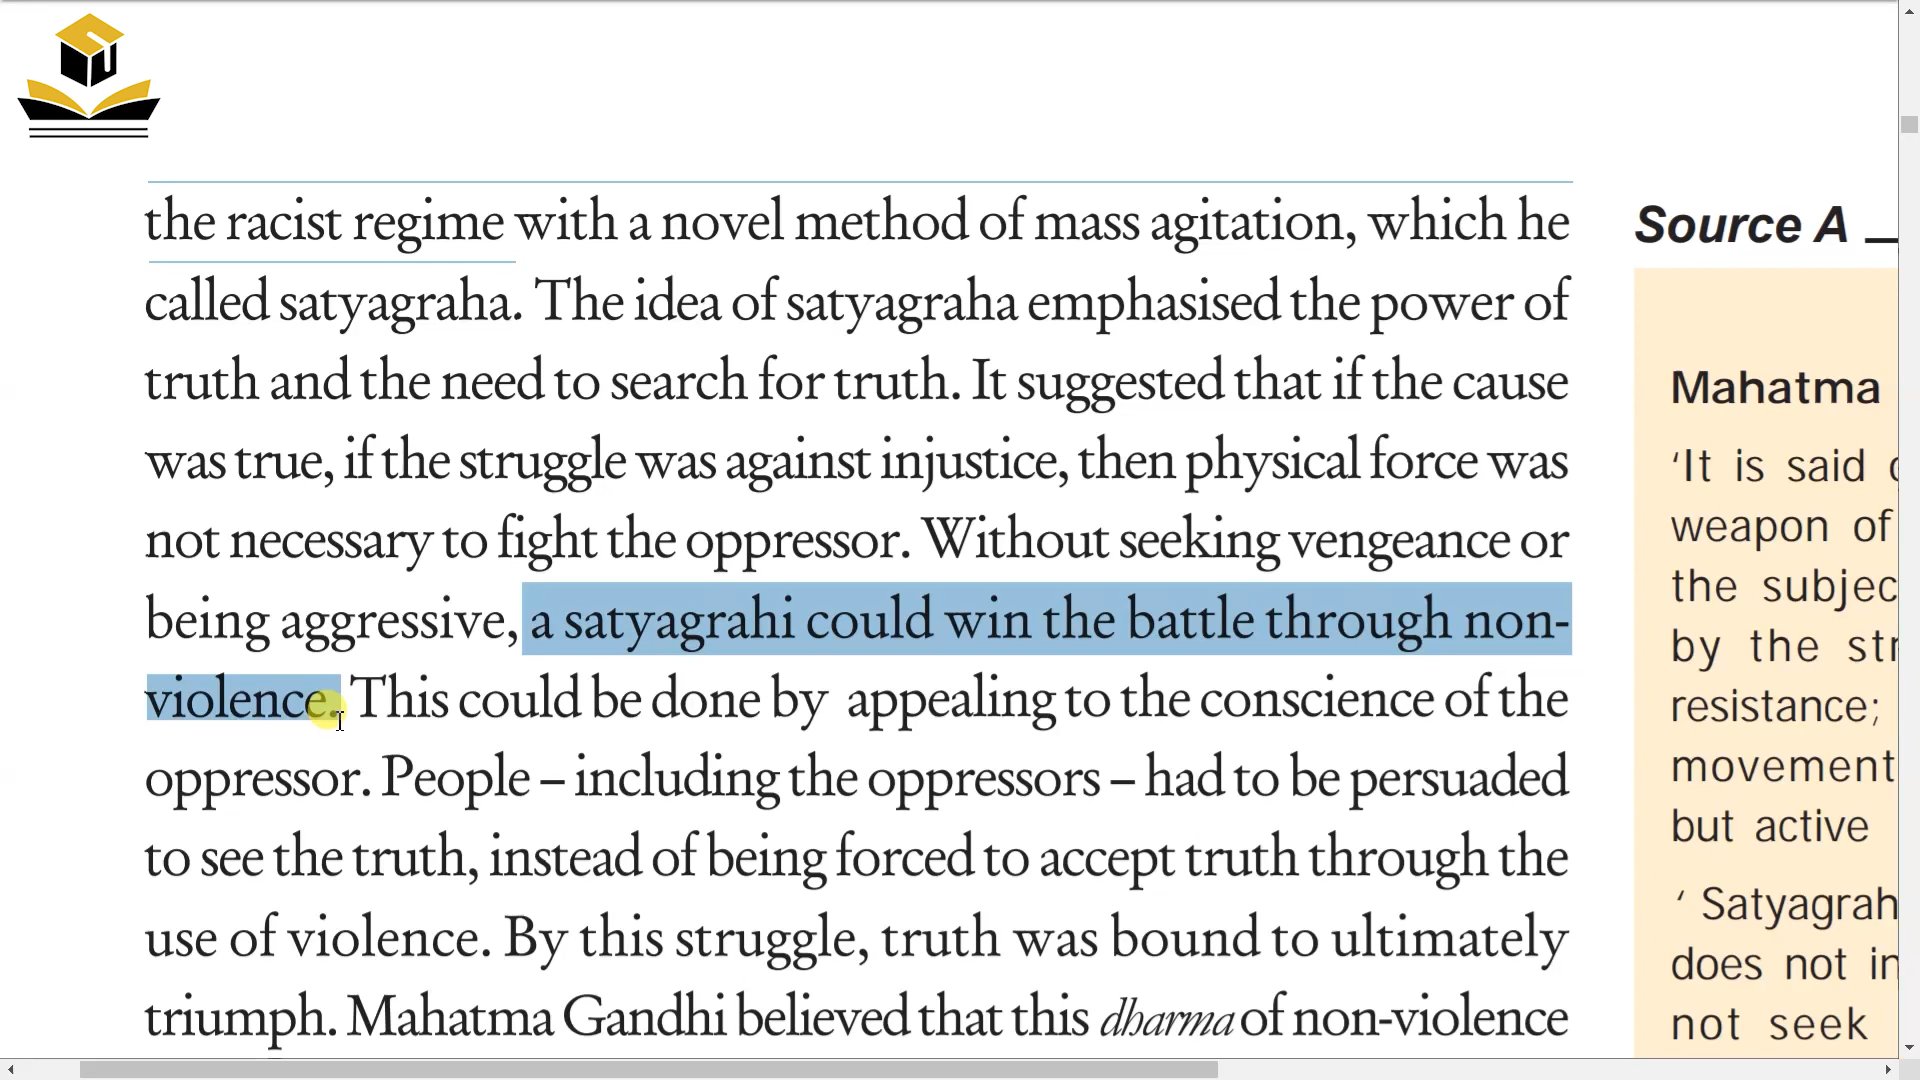 the racist regime with a novel method of mass agitation, which he
called satyagraha. The idea of satyagraha emphasised the power of
truth and the need to search for truth. It suggested that if the cause
was true, if the struggle was against injustice, then physical force was
not necessary to fight the oppressor. Without seeking vengeance or
being aggressive, a satyagrahi could win the battle through non-
violence. This could be done by appealing to the conscience of the
oppressor. People – including the oppressors – had to be persuaded
to see the truth, instead of being forced to accept truth through the
use of violence. By this struggle, truth was bound to ultimately
triumph. Mahatma Gandhi believed that this dharma of non-violence
Source A
Mahatma
‘It is said
weapon of
the subjec
by the str
resistance;
movement
but active
‘ Satyagrah
does not in
not seek